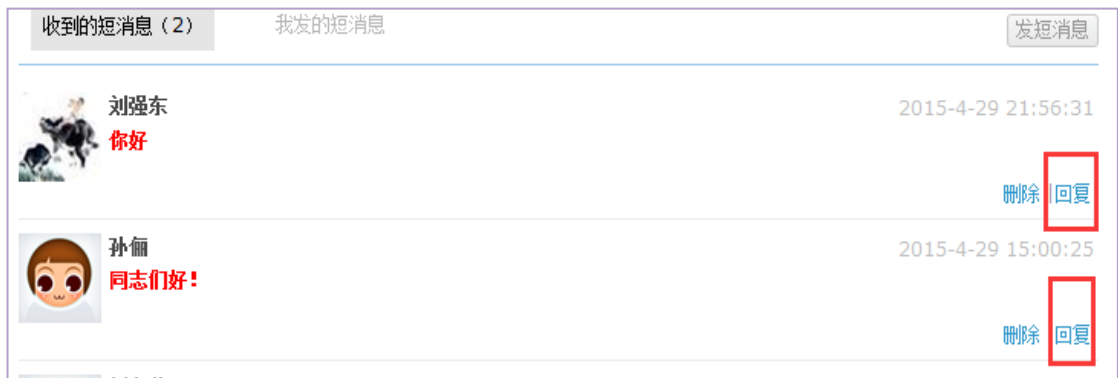 收到的短消息（2） 我发的短消息 发短消息
刘强东 2015-4-29 21:56:31
你好
删除 |回复
孙俪 2015-4-29 15:00:25
同志们好！
删除 回复